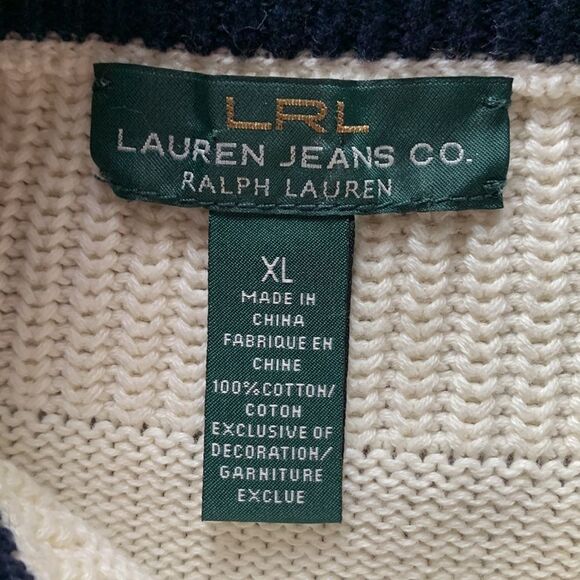 LRL
LAUREN JEANS CO.
RALPH LAUREN
XL
MADE IN
CHINA
FABRIQUE EN
CHINE
100% COTTON/
COTON
EXCLUSIVE OF
DECORATION/
GARNITURE
EXCLUE